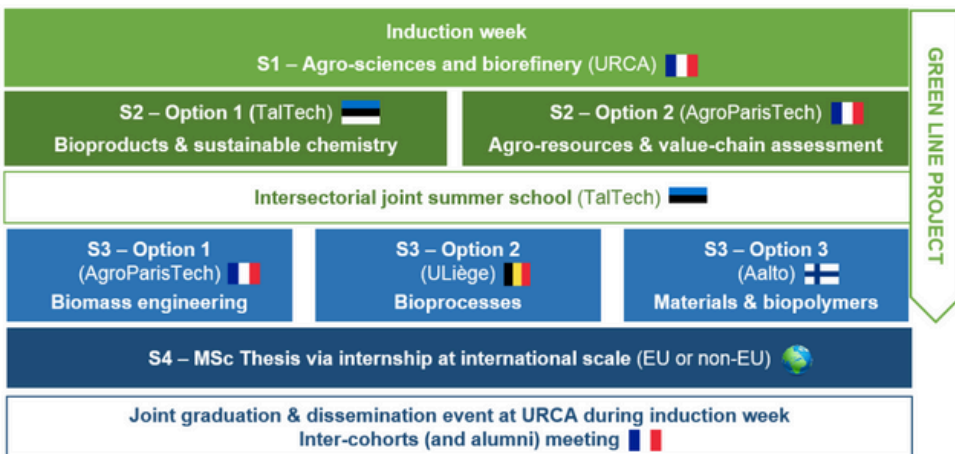 Induction week
S1 – Agro-sciences and biorefinery (URCA)
S2 – Option 1 (TalTech)
Bioproducts & sustainable chemistry
S2 – Option 2 (AgroParisTech)
Agro-resources & value-chain assessment
Intersectorial joint summer school (TalTech)
S3 – Option 1
(AgroParisTech)
Biomass engineering
S3 – Option 2
(ULiège)
Bioprocesses
S3 – Option 3
(Aalto)
Materials & biopolymers
S4 – MSc Thesis via internship at international scale (EU or non-EU)
Joint graduation & dissemination event at URCA during induction week
Inter-cohorts (and alumni) meeting
GREEN LINE PROJECT